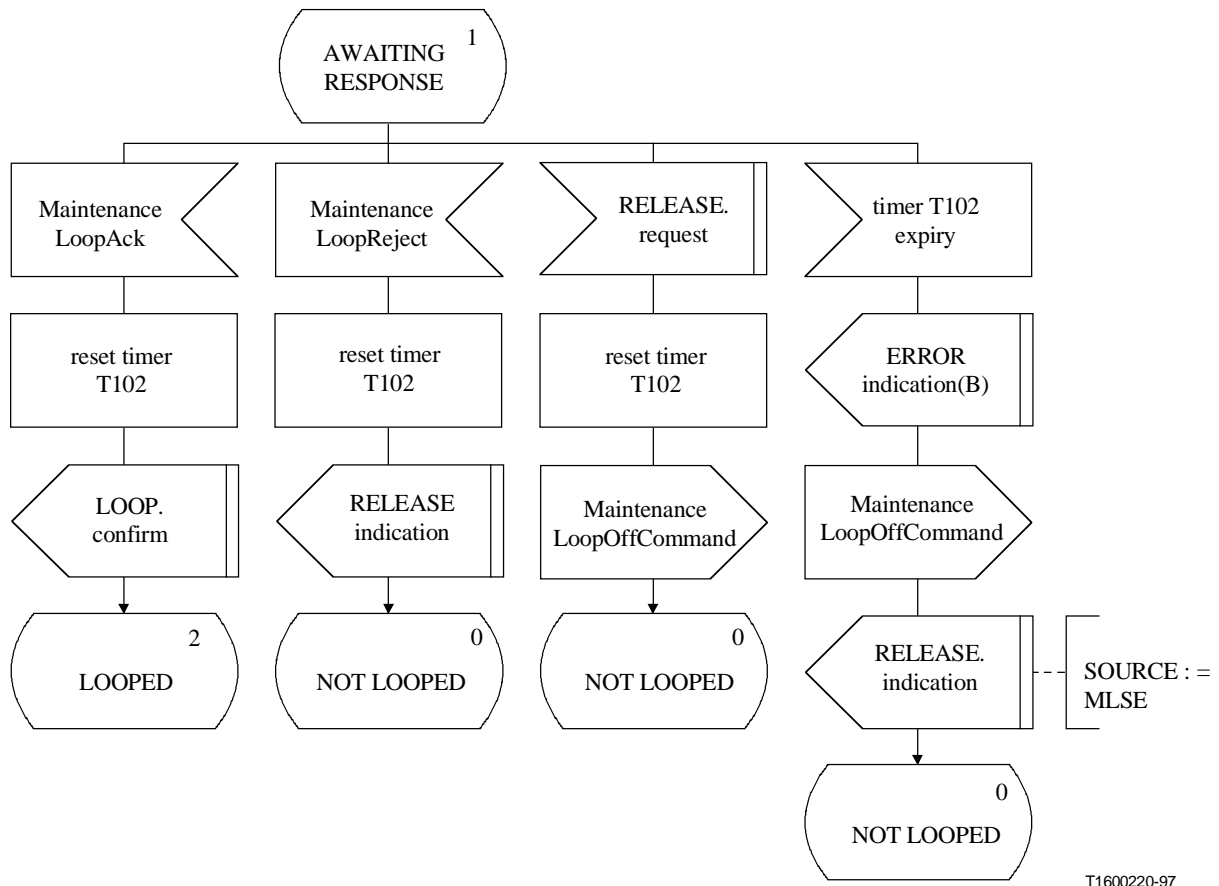 1
AWAITING
RESPONSE
Maintenance
LoopAck
Maintenance
LoopReject
RELEASE.
request
timer T102
expiry
reset timer
T102
reset timer
T102
reset timer
T102
ERROR
indication(B)
LOOP.
confirm
RELEASE
indication
Maintenance
LoopOffCommand
Maintenance
LoopOffCommand
2
LOOPED
0
NOT LOOPED
0
NOT LOOPED
RELEASE.
indication
SOURCE : =
MLSE
0
NOT LOOPED
T1600220-97